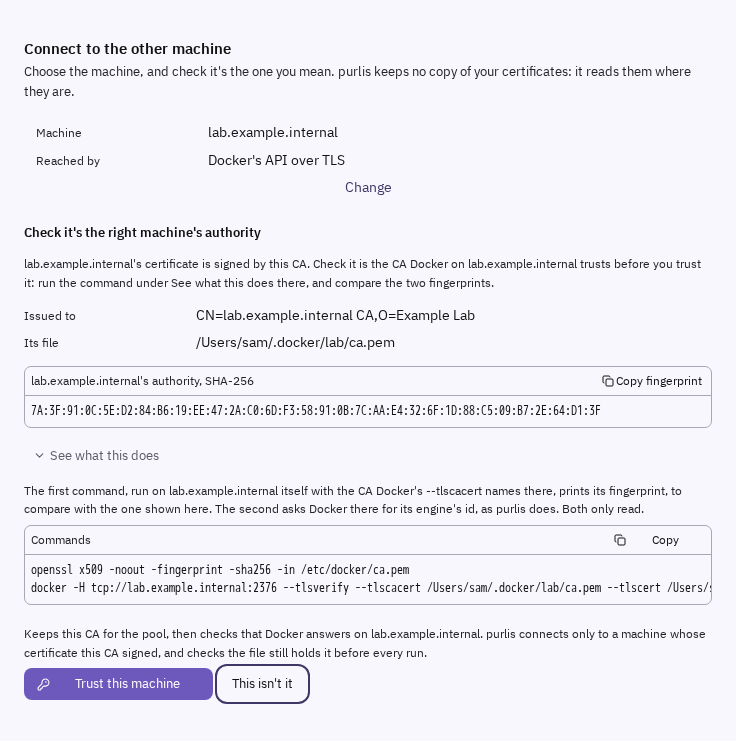 Connect to the other machine
Choose the machine, and check it's the one you mean. purlis keeps no copy of your certificates: it reads them where
they are.
Machine lab.example.internal
Reached by Docker's API over TLS
Change
Check it's the right machine's authority
lab.example.internal's certificate is signed by this CA. Check it is the CA Docker on lab.example.internal trusts before you trust
it: run the command under See what this does there, and compare the two fingerprints.
Issued to CN=lab.example.internal CA,O=Example Lab
Its file /Users/sam/.docker/lab/ca.pem
lab.example.internal's authority, SHA-256 Copy fingerprint
7A:3F:91:0C:5E:D2:84:B6:19:EE:47:2A:C0:6D:F3:58:91:0B:7C:AA:E4:32:6F:1D:88:C5:09:B7:2E:64:D1:3F
See what this does
The first command, run on lab.example.internal itself with the CA Docker's --tlscacert names there, prints its fingerprint, to
compare with the one shown here. The second asks Docker there for its engine's id, as purlis does. Both only read.
Commands Copy
openssl x509 -noout -fingerprint -sha256 -in /etc/docker/ca.pem
docker -H tcp://lab.example.internal:2376 --tlsverify --tlscacert /Users/sam/.docker/lab/ca.pem --tlscert /Users/
Keeps this CA for the pool, then checks that Docker answers on lab.example.internal. purlis connects only to a machine whose
certificate this CA signed, and checks the file still holds it before every run.
Trust this machine This isn't it